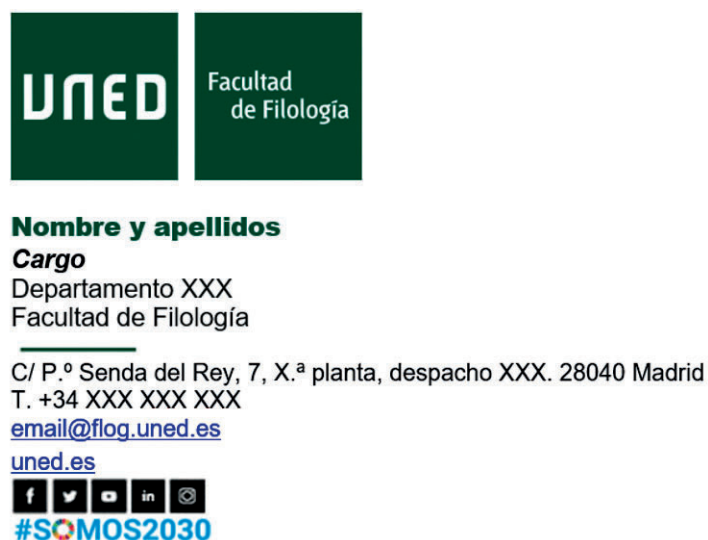 UNED
Facultad
de Filología
Nombre y apellidos
Cargo
Departamento XXX
Facultad de Filología
C/ P.º Senda del Rey, 7, X.ª planta, despacho XXX. 28040 Madrid
T. +34 XXX XXX XXX
email@flog.uned.es
uned.es
f in
#SOMOS2030